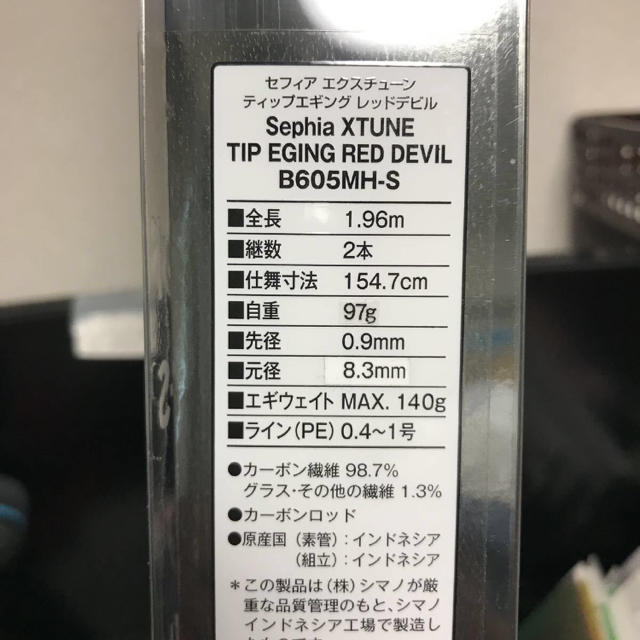 セフィア エクスチューン
ティップエギング レッドデビル
Sephia XTUNE
TIP EGING RED DEVIL
B605MH-S
■全長 1.96m
■継数 2本
■仕舞寸法 154.7cm
■自重 97g
■先径 0.9mm
■元径 8.3mm
■エギウェイト MAX. 140g
■ライン(PE) 0.4~1号
●カーボン繊維 98.7%
グラス・その他の繊維 1.3%
●カーボンロッド
●原産国 (素管):インドネシア
(組立):インドネシア
*この製品は(株)シマノが厳
重な品質管理のもと、シマノ
インドネシア工場で製造し
たものです